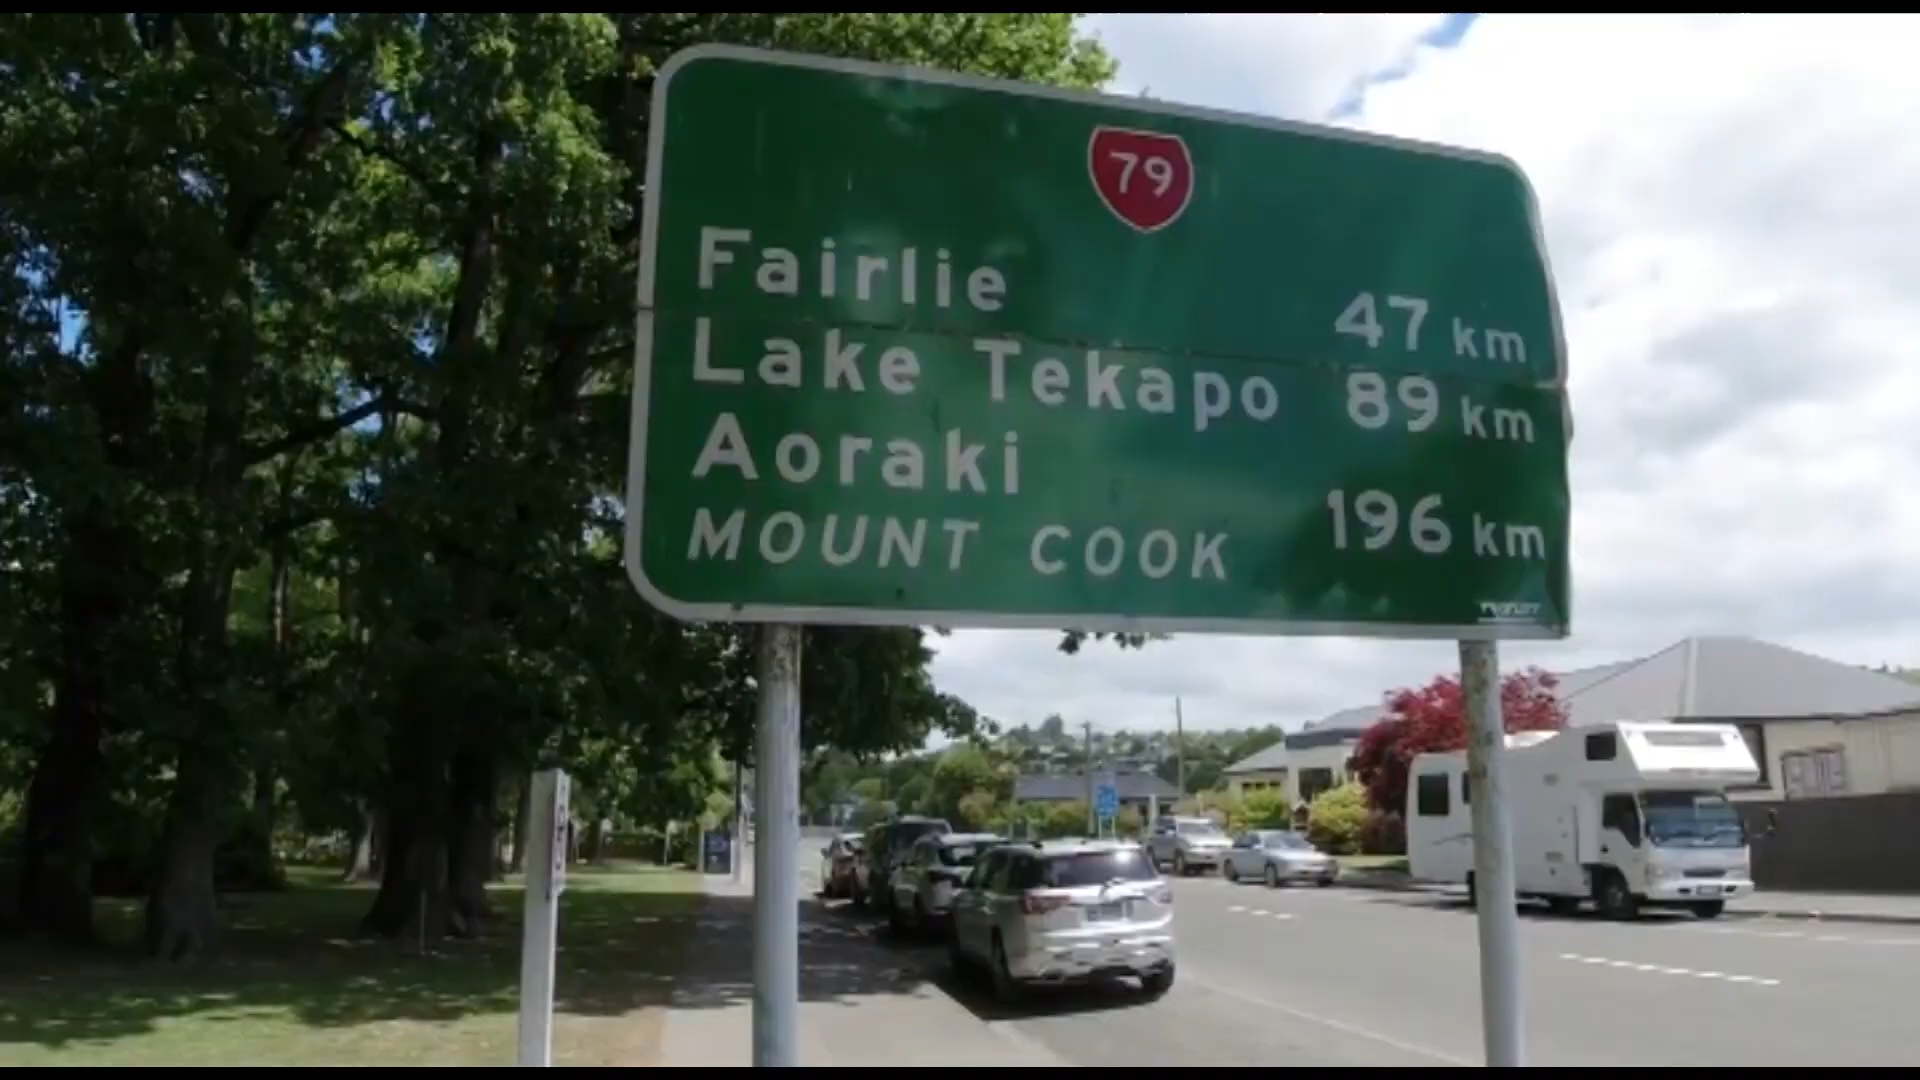 79
Fairlie 47 km
Lake Tekapo 89 km
Aoraki
MOUNT COOK 196 km